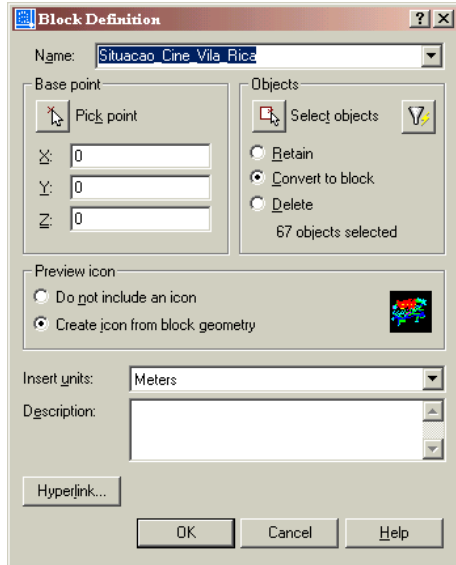 Block Definition
Name: Situacao_Cine_Vila_Rica
Base point
Pick point
X: 0
Y: 0
Z: 0
Objects
Select objects
Retain
Convert to block
Delete
67 objects selected
Preview icon
Do not include an icon
Create icon from block geometry
Insert units: Meters
Description:
Hyperlink...
OK Cancel Help